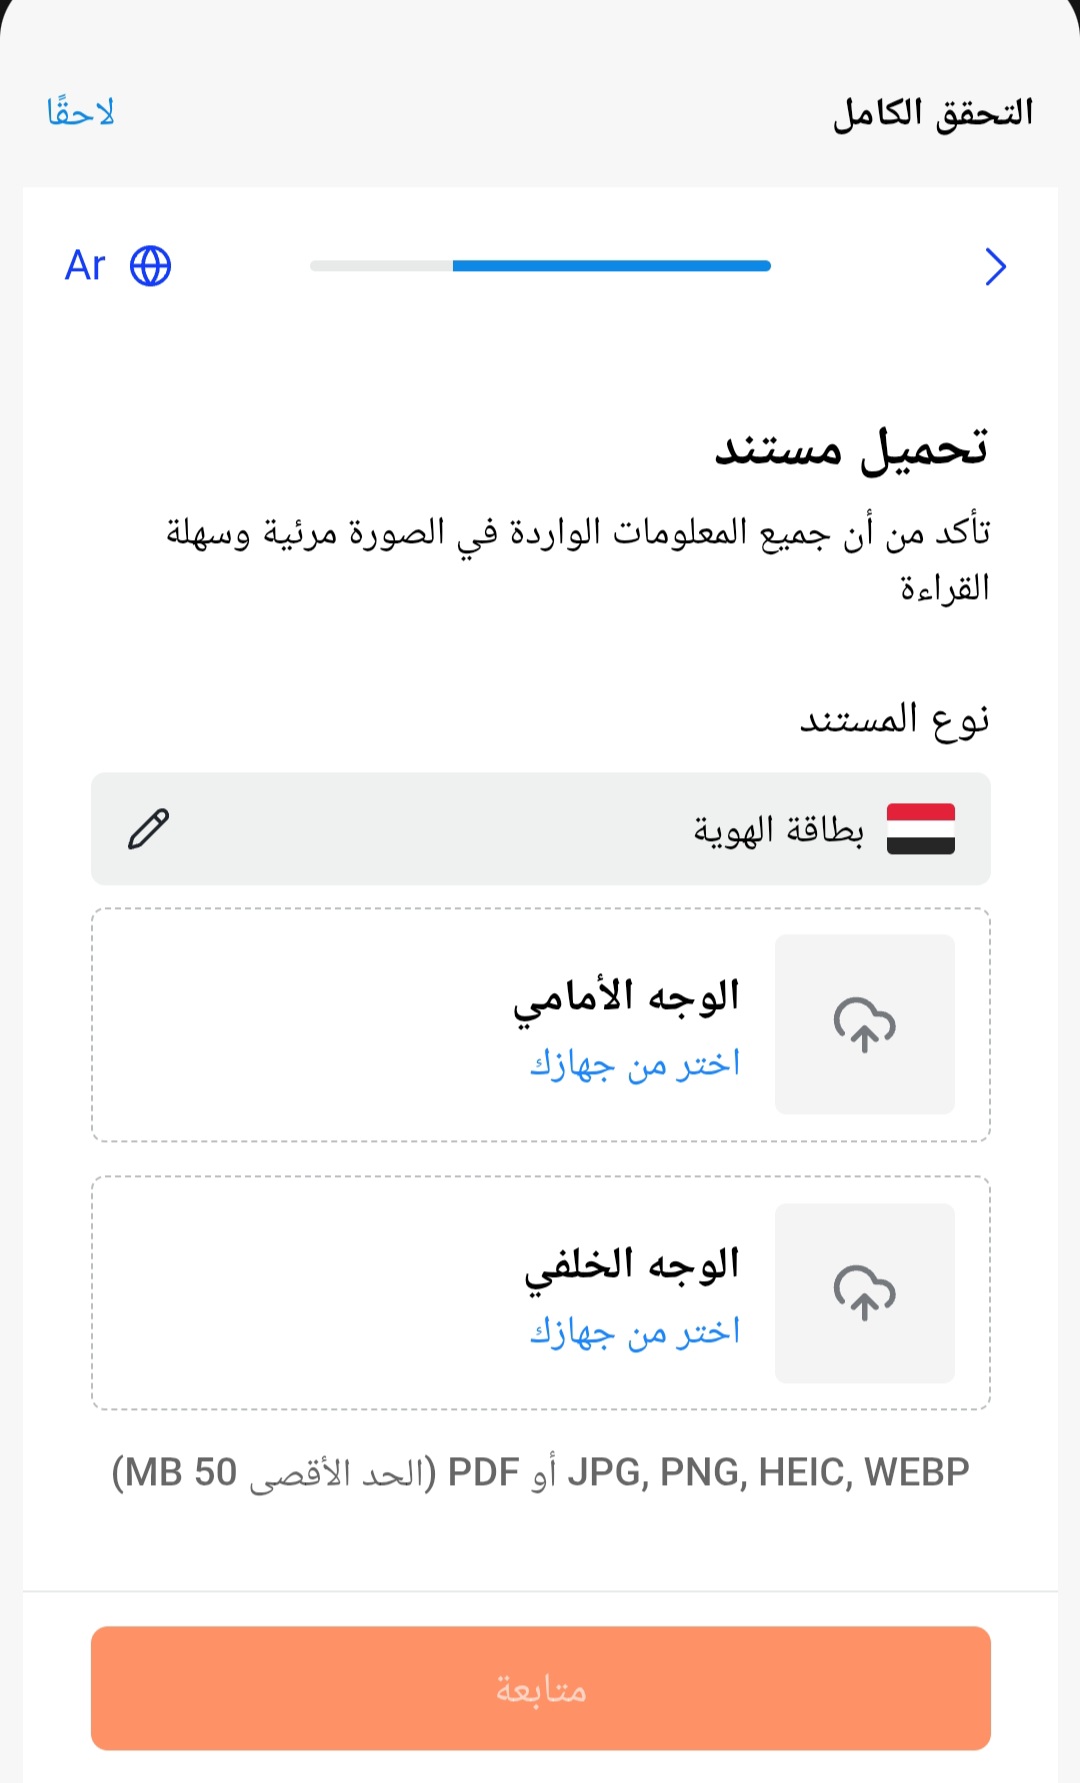 التحقق الكامل
لاحقًا
Ar
تحميل مستند
تأكد من أن جميع المعلومات الواردة في الصورة مرئية وسهلة
القراءة
نوع المستند
بطاقة الهوية
الوجه الأمامي
اختر من جهازك
الوجه الخلفي
اختر من جهازك
JPG, PNG, HEIC, WEBP أو PDF (الحد الأقصى 50 MB)
متابعة